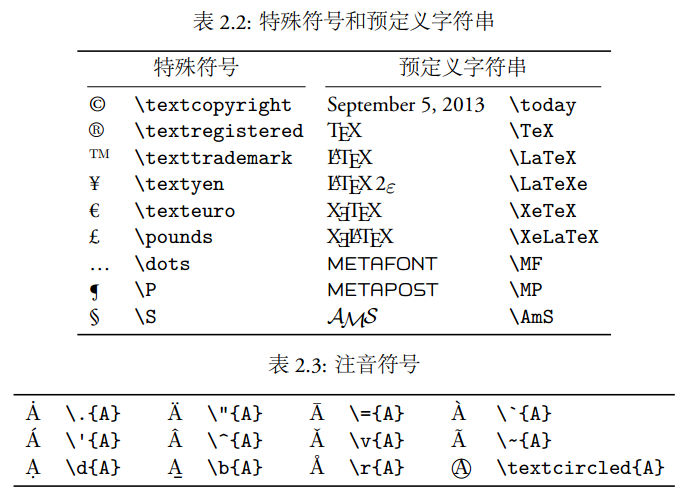 表 2.2: 特殊符号和预定义字符串
特殊符号 预定义字符串
© \textcopyright September 5, 2013 \today
® \textregistered TEX \TeX
™ \texttrademark LATEX \LaTeX
¥ \textyen LATEX 2ε \LaTeXe
€ \texteuro XƎTEX \XeTeX
£ \pounds XƎLATEX \XeLaTeX
… \dots METAFONT \MF
¶ \P METAPOST \MP
§ \S AMS \AmS
表 2.3: 注音符号
Ȧ \.{A} Ä \"{A} Ā \={A} À \`{A}
Á \'{A} Â \^{A} Ǎ \v{A} Ã \~{A}
Ạ \d{A} A̱ \b{A} Å \r{A} Ⓐ \textcircled{A}